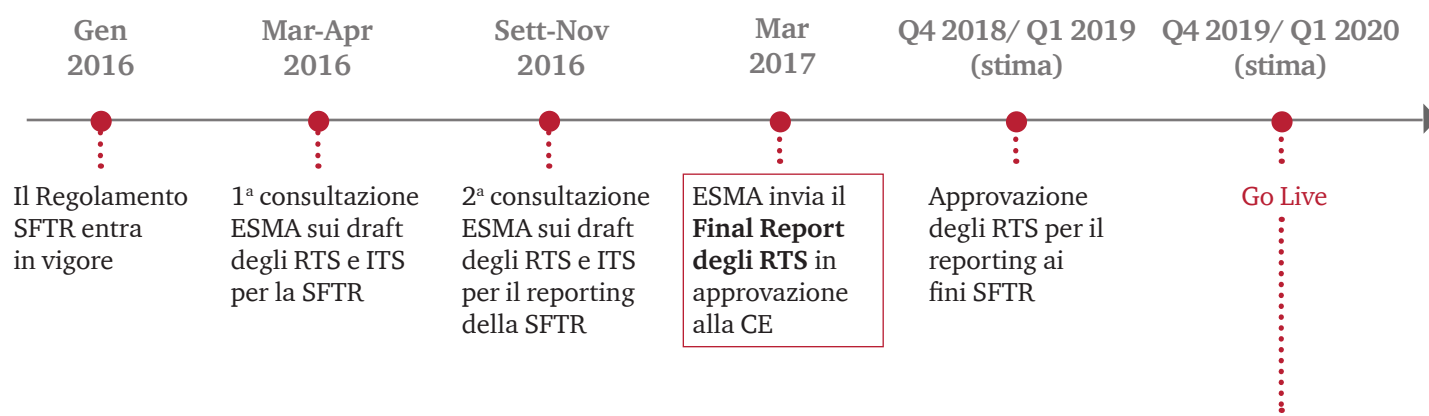 Gen
2016
Mar-Apr
2016
Sett-Nov
2016
Mar
2017
Q4 2018/ Q1 2019
(stima)
Q4 2019/ Q1 2020
(stima)
Il Regolamento
SFTR entra
in vigore
1ª consultazione
ESMA sui draft
degli RTS e ITS
per la SFTR
2ª consultazione
ESMA sui draft
degli RTS e ITS
per il reporting
della SFTR
ESMA invia il
Final Report
degli RTS in
approvazione
alla CE
Approvazione
degli RTS per il
reporting ai
fini SFTR
Go Live